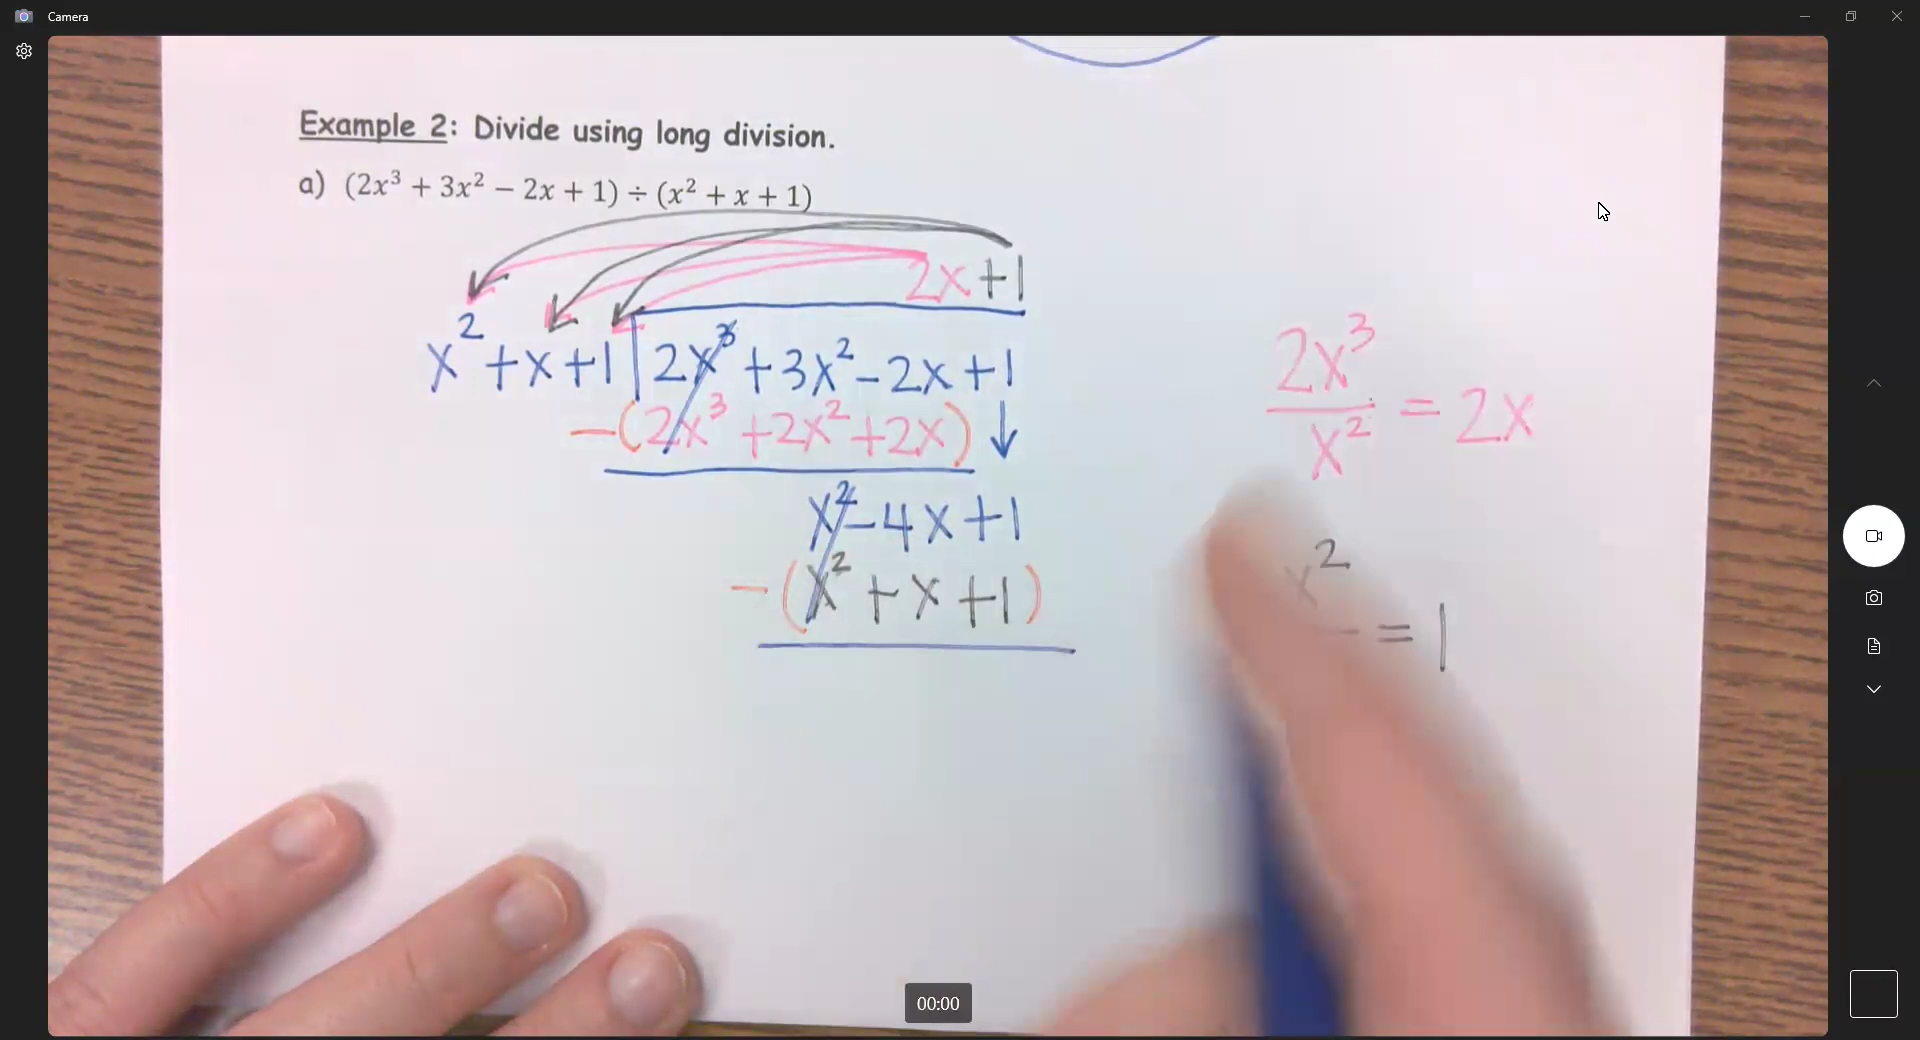 Camera
Example 2: Divide using long division.
a) (2x³ + 3x² − 2x + 1) ÷ (x² + x + 1)
2x +1
x² + x + 1 2x³ + 3x² − 2x + 1
−(2x³ + 2x² + 2x) ↓
x² − 4x + 1
−(x² + x + 1)
2x³
x² = 2x
x²
= 1
00:00